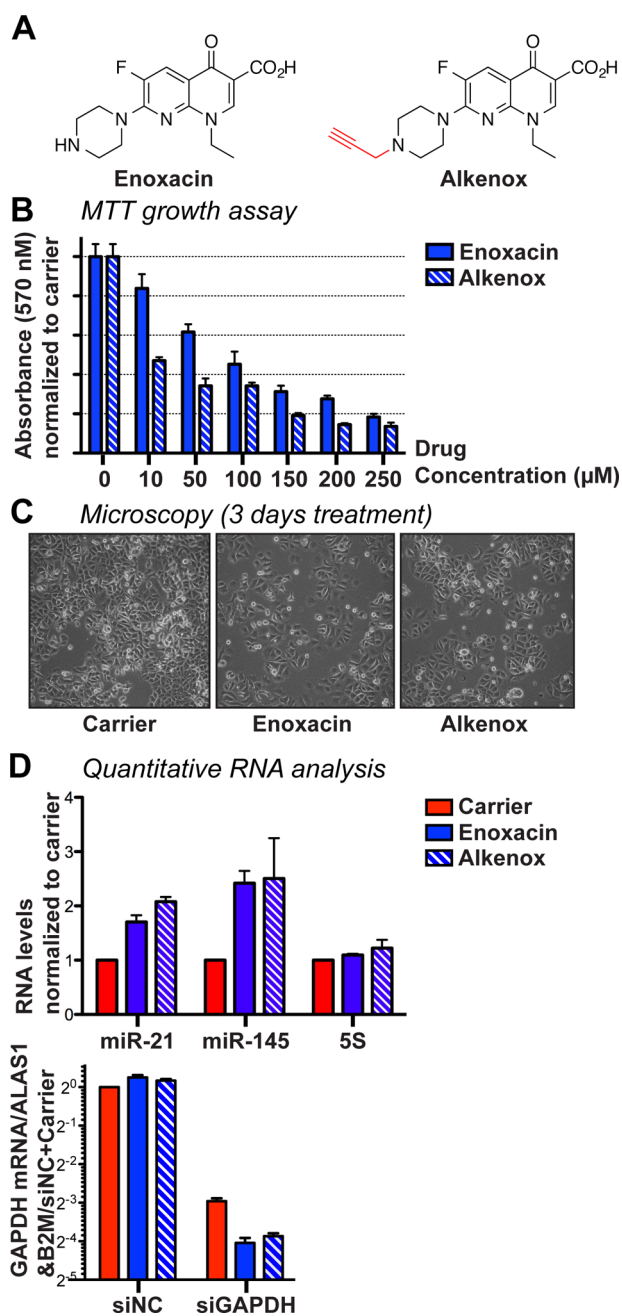 A
O
F
CO₂H
N
N
N
HN
Enoxacin
O
F
CO₂H
N
N
N
N
Alkenox
B
MTT growth assay
Absorbance (570 nM)
normalized to carrier
Enoxacin
Alkenox
0 10 50 100 150 200 250
Drug
Concentration (µM)
C
Microscopy (3 days treatment)
Carrier Enoxacin Alkenox
D
Quantitative RNA analysis
RNA levels
normalized to carrier
4
3
2
1
0
Carrier
Enoxacin
Alkenox
miR-21 miR-145 5S
GAPDH mRNA/ALAS1
&B2M/siNC+Carrier
2⁰
2⁻¹
2⁻²
2⁻³
2⁻⁴
2⁻⁵
siNC siGAPDH